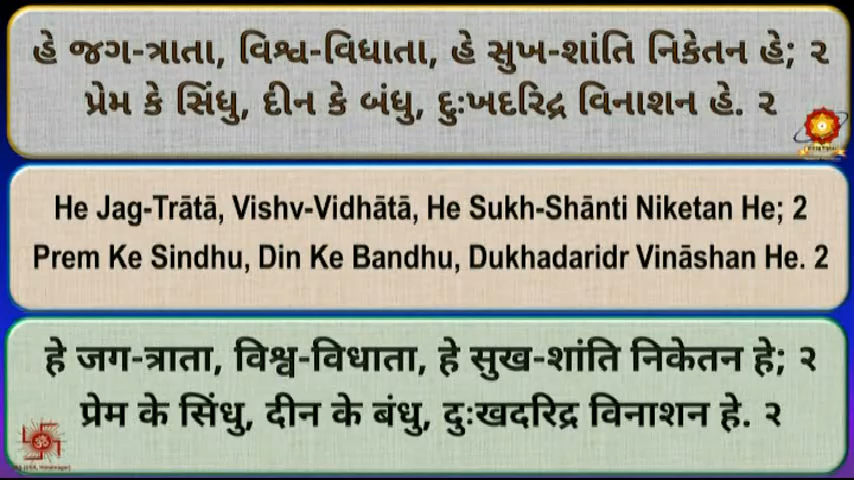 હે જગ-ત્રાતા, વિશ્વ-વિધાતા, હે સુખ-શાંતિ નિકેતન હે; ૨
પ્રેમ કે સિંધુ, દીન કે બંધુ, દુઃખદરિદ્ર વિનાશન હે. ૨
He Jag-Trātā, Vishv-Vidhātā, He Sukh-Shānti Niketan He; 2
Prem Ke Sindhu, Din Ke Bandhu, Dukhadaridr Vināshan He. 2
हे जग-त्राता, विश्व-विधाता, हे सुख-शांति निकेतन हे; २
प्रेम के सिंधु, दीन के बंधु, दुःखदरिद्र विनाशन हे. २